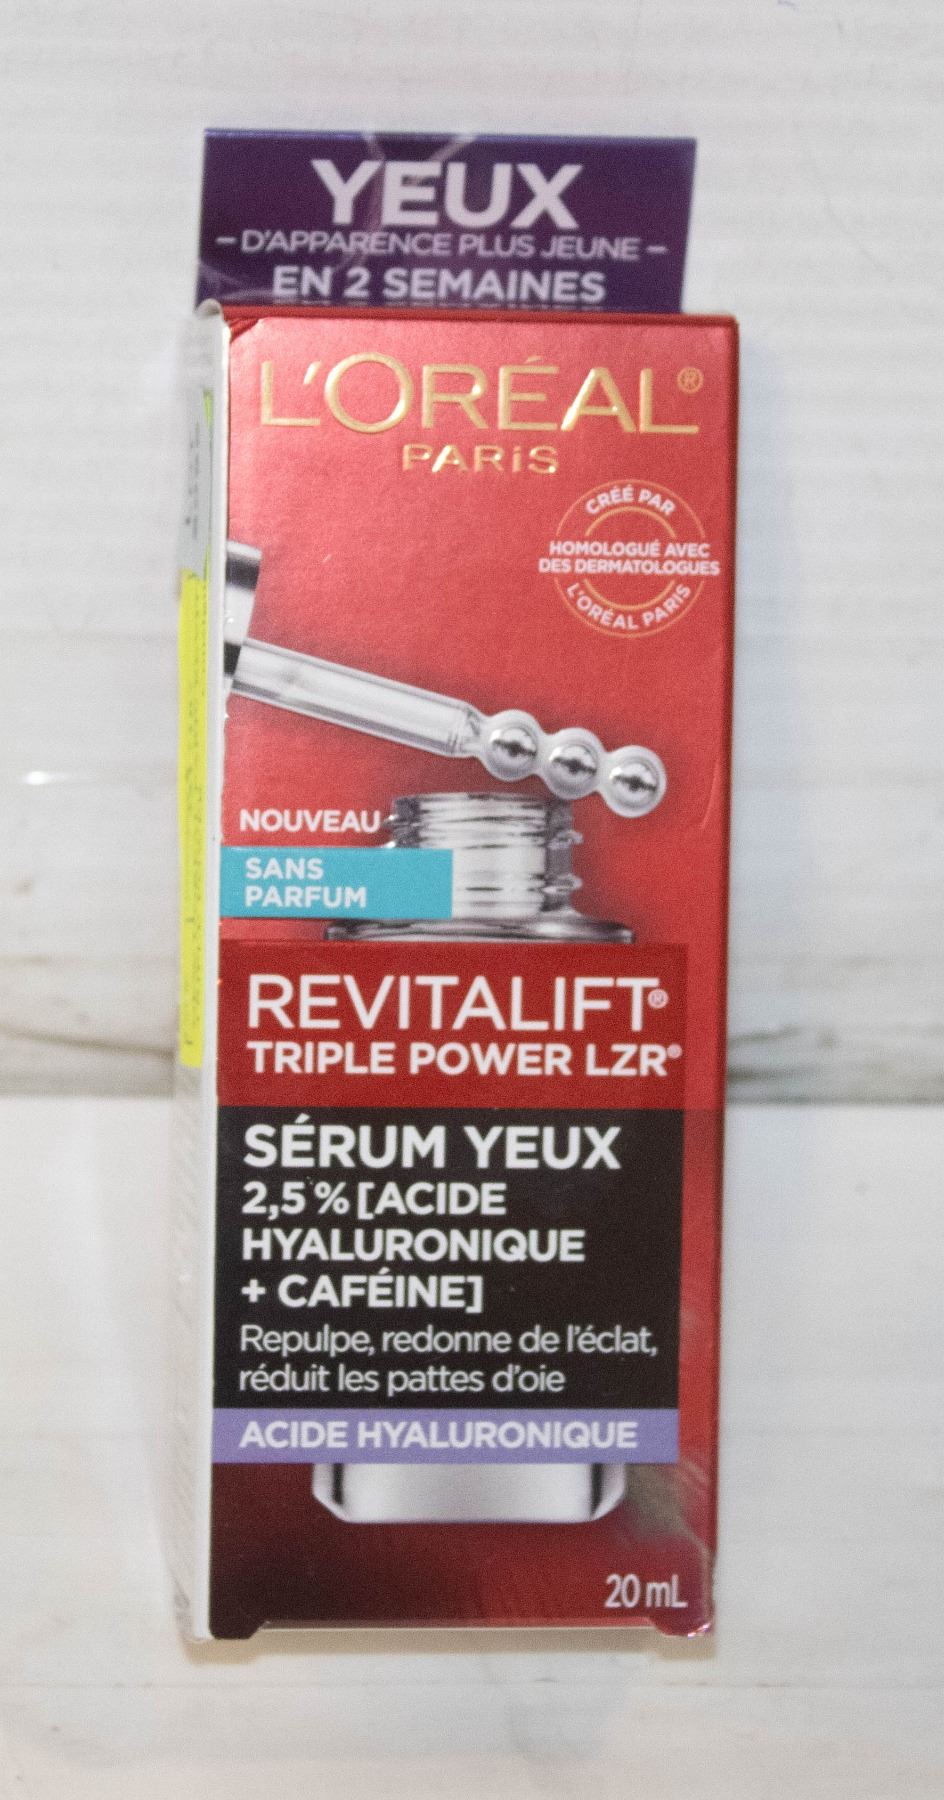 YEUX
– D'APPARENCE PLUS JEUNE –
EN 2 SEMAINES
L'ORÉAL®
PARiS
CRÉÉ PAR
HOMOLOGUÉ AVEC
DES DERMATOLOGUES
L'ORÉAL PARIS
NOUVEAU
SANS
PARFUM
REVITALIFT®
TRIPLE POWER LZR®
SÉRUM YEUX
2,5 % [ACIDE
HYALURONIQUE
+ CAFÉINE]
Repulpe, redonne de l'éclat,
réduit les pattes d'oie
ACIDE HYALURONIQUE
20 mL